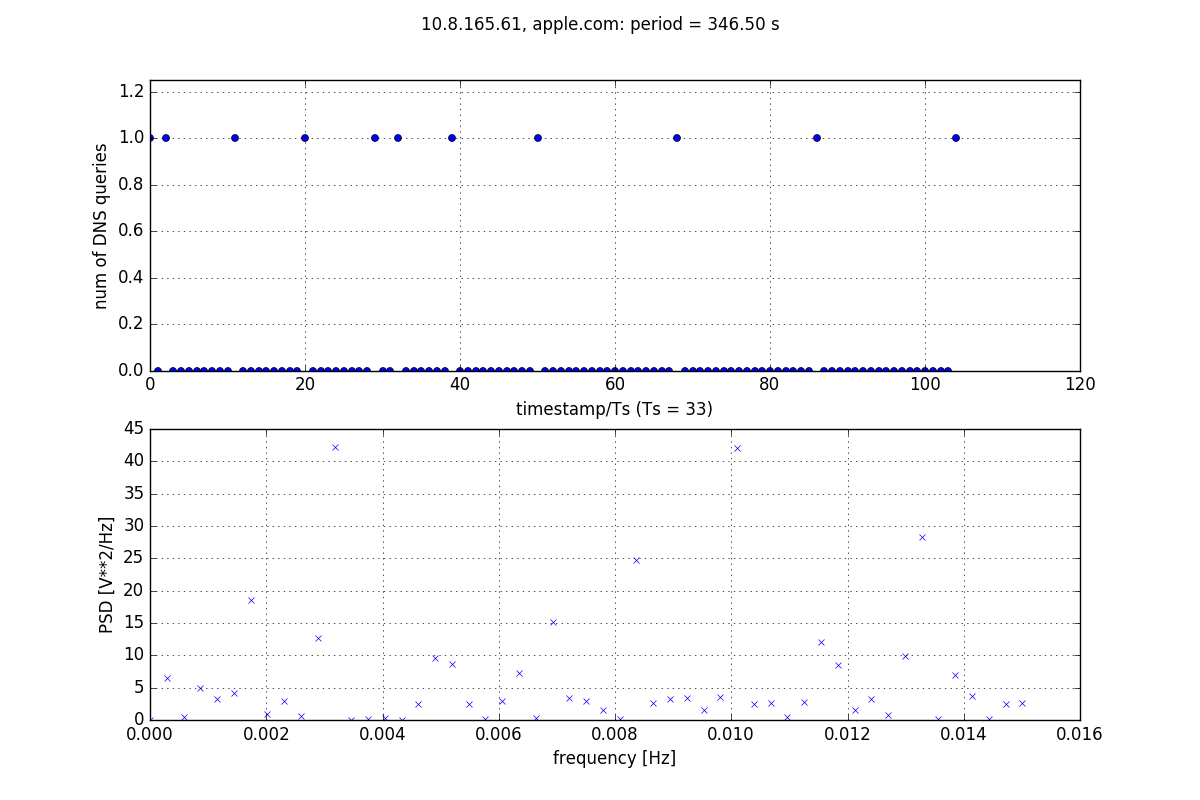 10.8.165.61, apple.com: period = 346.50 s
1.2
1.0
0.8
0.6
0.4
0.2
0.0
num of DNS queries
0 20 40 60 80 100 120
timestamp/Ts (Ts = 33)
45
40
35
30
25
20
15
10
5
0
PSD [V**2/Hz]
0.000 0.002 0.004 0.006 0.008 0.010 0.012 0.014 0.016
frequency [Hz]